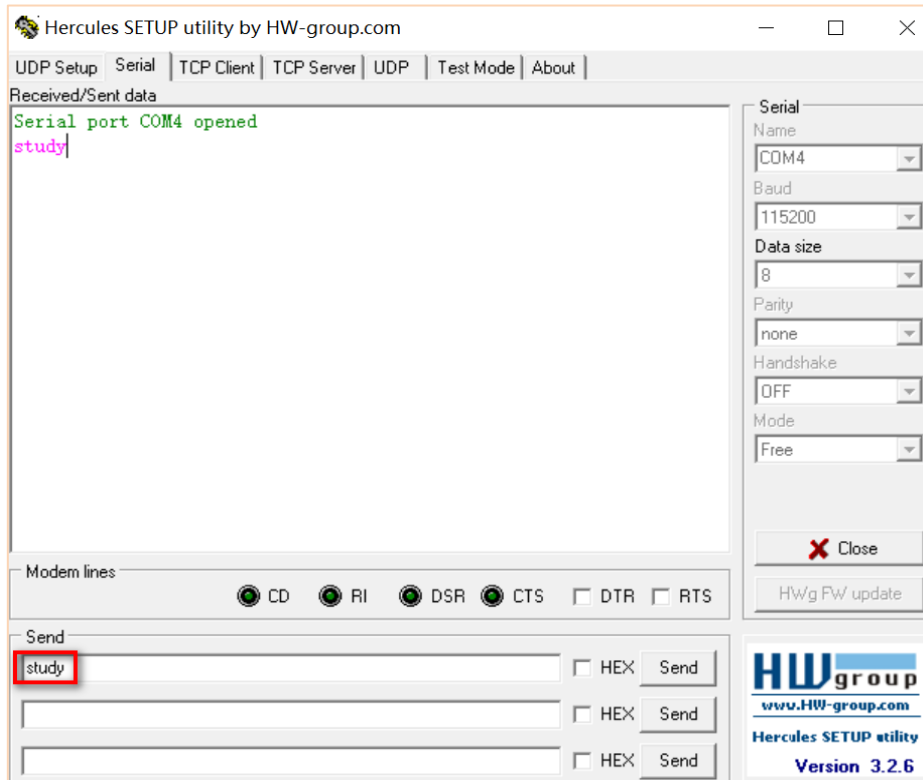 Hercules SETUP utility by HW-group.com
UDP Setup Serial TCP Client TCP Server UDP Test Mode About
Received/Sent data
Serial port COM4 opened
study
Serial
Name
COM4
Baud
115200
Data size
8
Parity
none
Handshake
OFF
Mode
Free
Close
HWg FW update
Modem lines
CD RI DSR CTS DTR RTS
Send
study HEX Send
HEX Send
HEX Send
HW group
www.HW-group.com
Hercules SETUP utility
Version 3.2.6